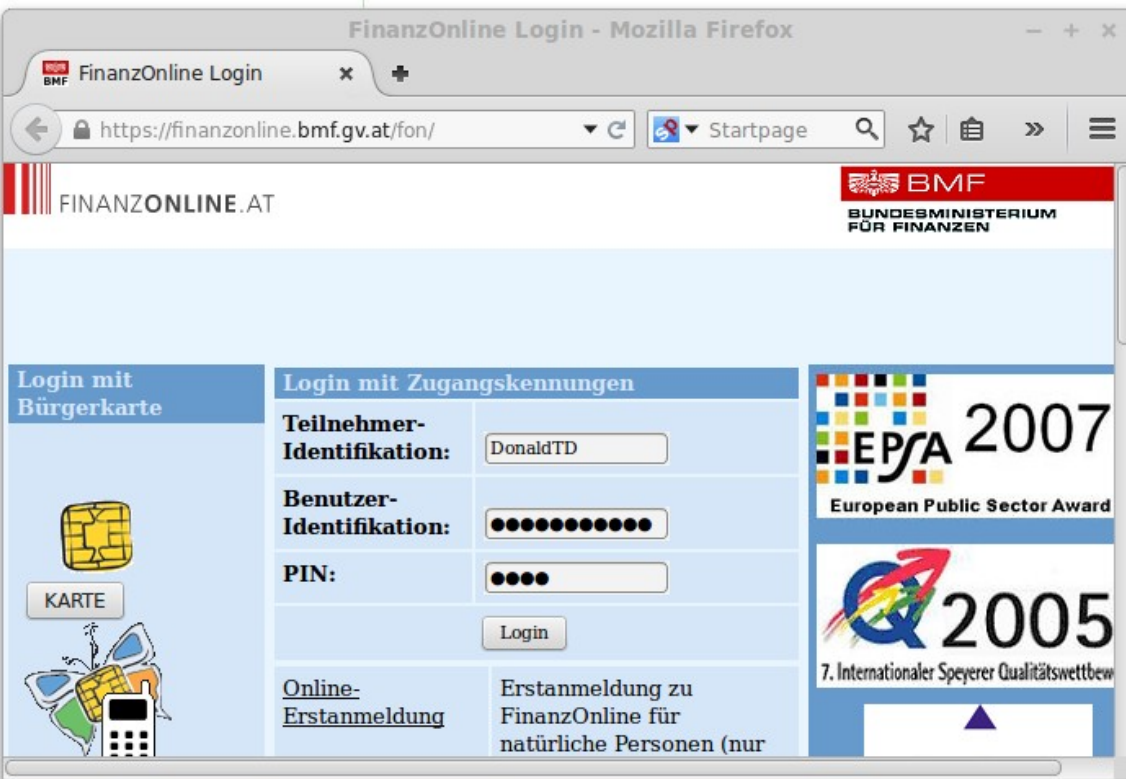 FinanzOnline Login - Mozilla Firefox
BMF FinanzOnline Login
https://finanzonline.bmf.gv.at/fon/
Startpage
FINANZONLINE.AT
BMF
BUNDESMINISTERIUM
FÜR FINANZEN
Login mit
Bürgerkarte
KARTE
Login mit Zugangskennungen
Teilnehmer-
Identifikation:
DonaldTD
Benutzer-
Identifikation:
●●●●●●●●●●●
PIN:
●●●●
Login
Online-
Erstanmeldung
Erstanmeldung zu
FinanzOnline für
natürliche Personen (nur
EPSA 2007
European Public Sector Award
Q 2005
7. Internationaler Speyerer Qualitätswettbew